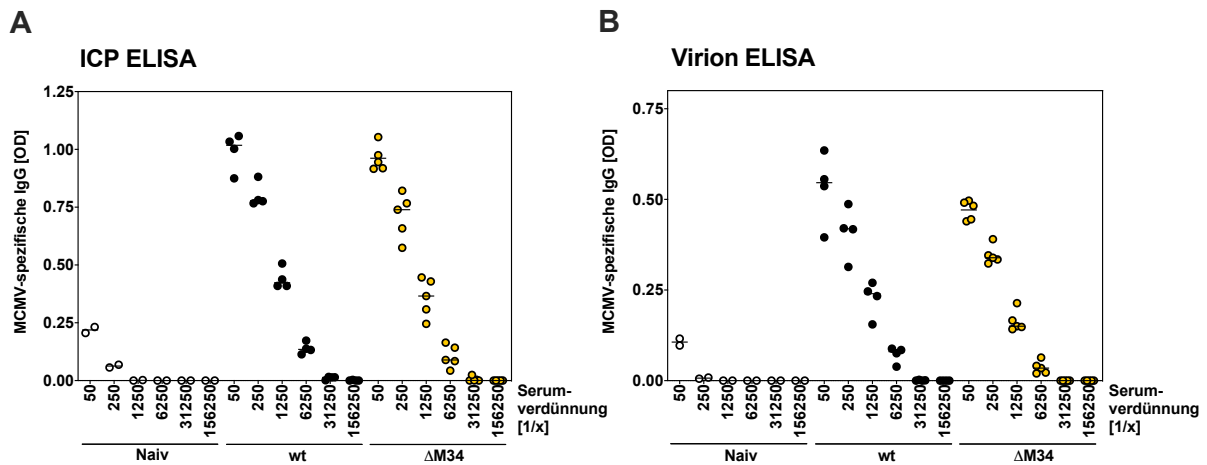 A
ICP ELISA
MCMV-spezifische IgG [OD]
1.25
1.00
0.75
0.50
0.25
0.00
50 250 1250 6250 31250 156250 50 250 1250 6250 31250 156250 50 250 1250 6250 31250 156250
Serum-
verdünnung
[1/x]
Naiv wt ΔM34
B
Virion ELISA
MCMV-spezifische IgG [OD]
0.75
0.50
0.25
0.00
50 250 1250 6250 31250 156250 50 250 1250 6250 31250 156250 50 250 1250 6250 31250 156250
Serum-
verdünnung
[1/x]
Naiv wt ΔM34